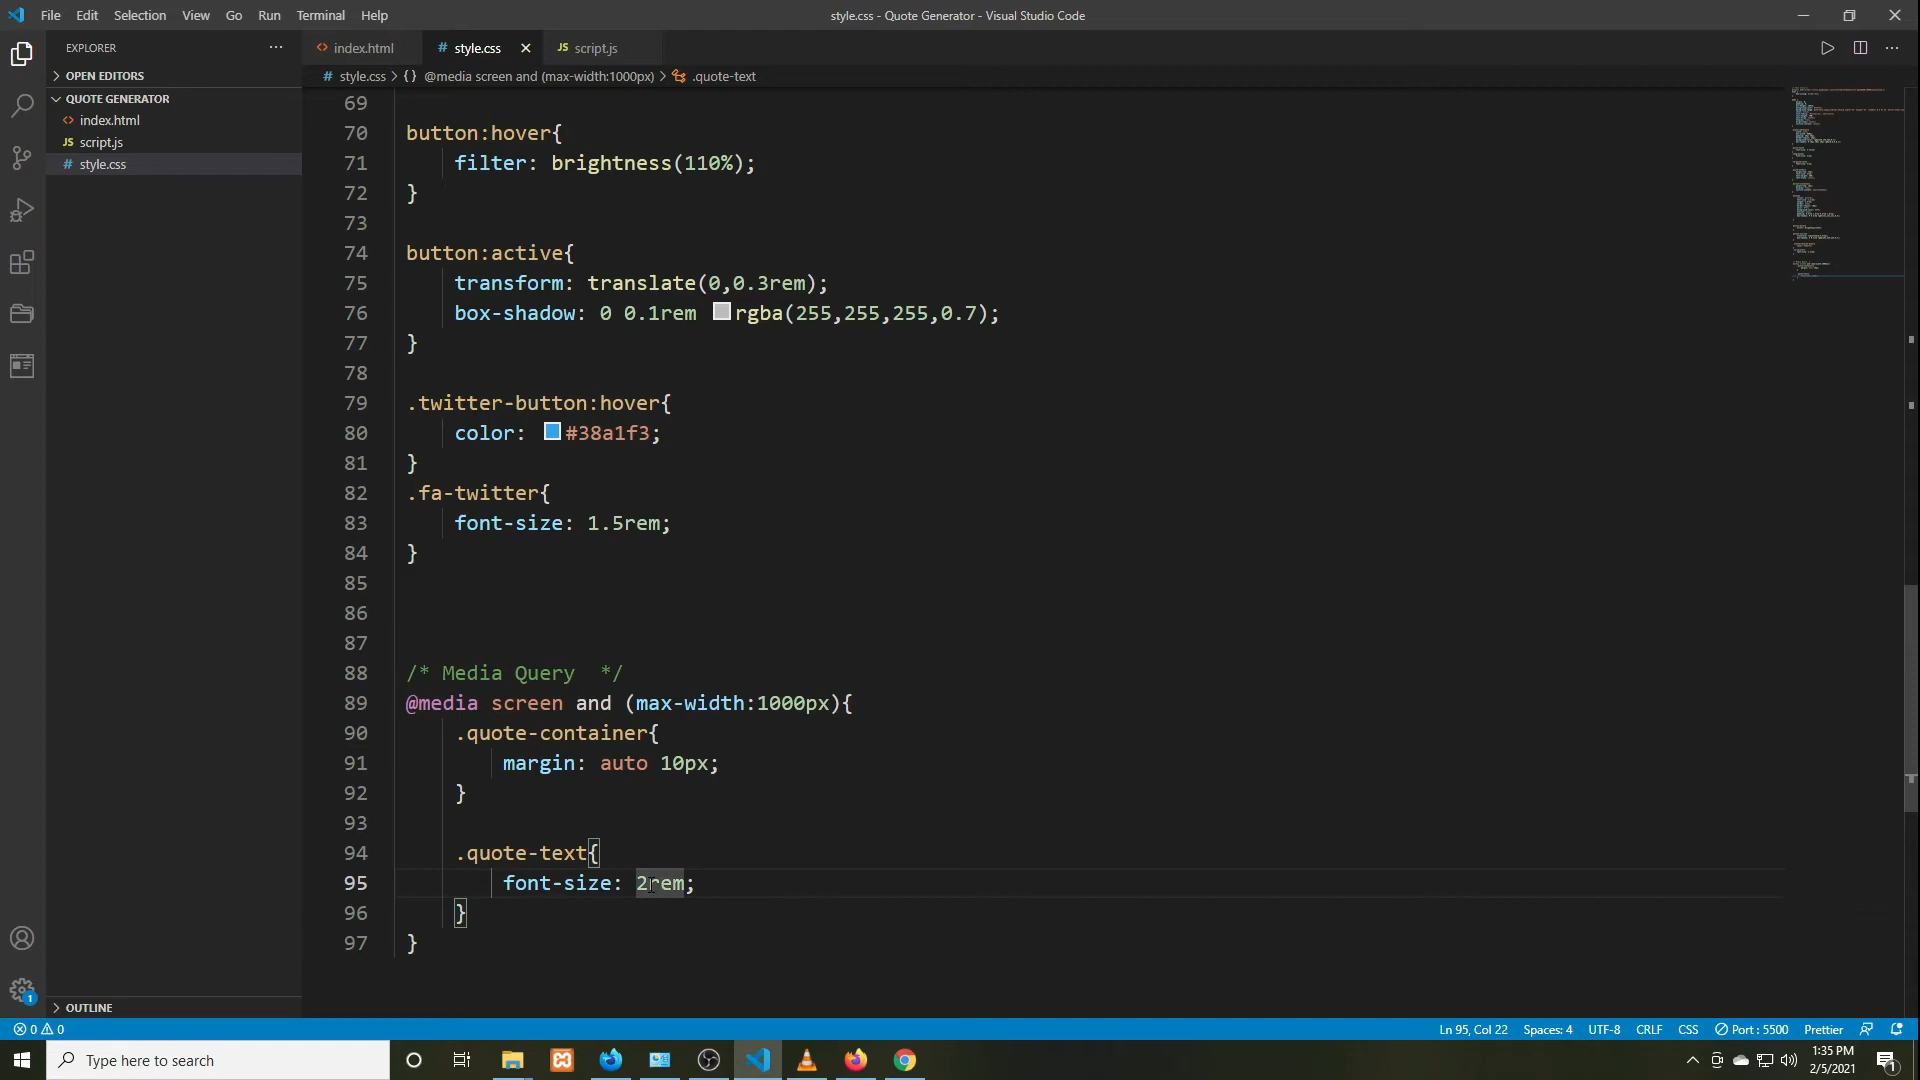 File Edit Selection View Go Run Terminal Help
style.css - Quote Generator - Visual Studio Code
EXPLORER
OPEN EDITORS
QUOTE GENERATOR
index.html
JS script.js
# style.css
OUTLINE
index.html
# style.css
JS script.js
# style.css > {} @media screen and (max-width:1000px) > .quote-text
69
70 button:hover{
71 filter: brightness(110%);
72 }
73
74 button:active{
75 transform: translate(0,0.3rem);
76 box-shadow: 0 0.1rem rgba(255,255,255,0.7);
77 }
78
79 .twitter-button:hover{
80 color: #38a1f3;
81 }
82 .fa-twitter{
83 font-size: 1.5rem;
84 }
85
86
87
88 /* Media Query  */
89 @media screen and (max-width:1000px){
90 .quote-container{
91 margin: auto 10px;
92 }
93
94 .quote-text{
95 font-size: 2rem;
96 }
97 }
1
0 0
Ln 95, Col 22 Spaces: 4 UTF-8 CRLF CSS Port : 5500 Prettier
Type here to search
1:35 PM
2/5/2021
1